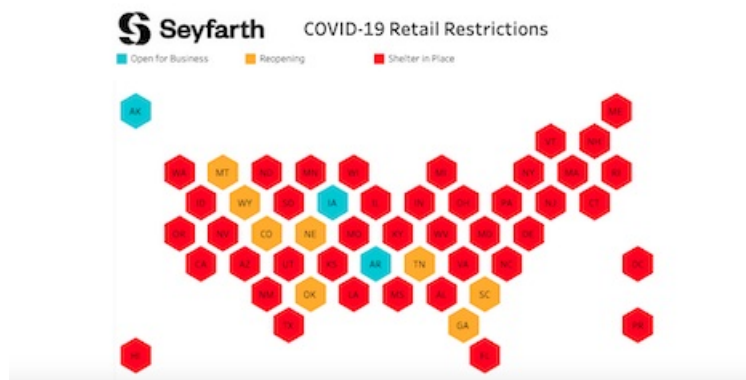 Seyfarth COVID-19 Retail Restrictions
Open for Business Reopening Shelter in Place
AK ME
VT NH
WA MT ND MN WI MI NY MA RI
ID WY SD IA IL IN OH PA NJ CT
OR NV CO NE MO KY WV MD DE
CA AZ UT KS AR TN VA NC DC
NM OK LA MS AL SC
TX GA PR
HI FL